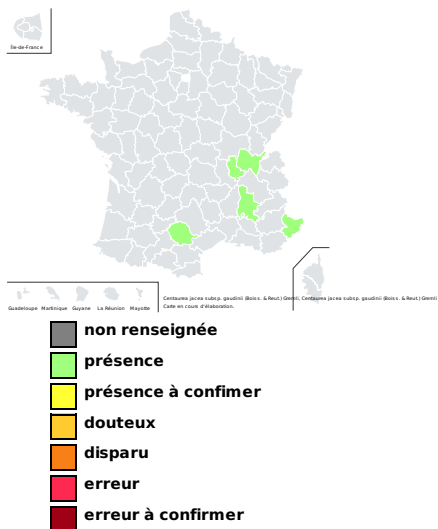 Île-de-France
Guadeloupe Martinique Guyane La Réunion Mayotte
Centaurea jacea subsp. gaudinii (Boiss. & Reut.) Gremli, Centaurea jacea subsp. gaudinii (Boiss. & Reut.) Gremli
Carte en cours d'élaboration.
non renseignée
présence
présence à confimer
douteux
disparu
erreur
erreur à confirmer